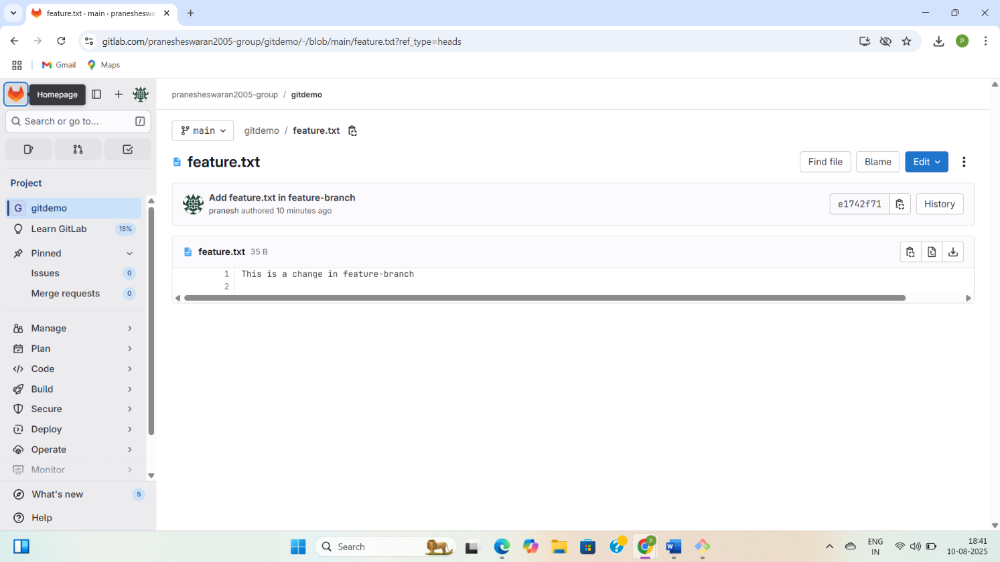 feature.txt · main · pranesheswa
gitlab.com/pranesheswaran2005-group/gitdemo/-/blob/main/feature.txt?ref_type=heads
P
Gmail
Maps
Homepage
Search or go to...
/
Project
G gitdemo
Learn GitLab 15%
Pinned
Issues 0
Merge requests 0
Manage
Plan
Code
Build
Secure
Deploy
Operate
Monitor
What's new 5
Help
pranesheswaran2005-group / gitdemo
main
gitdemo / feature.txt
feature.txt
Find file
Blame
Edit
Add feature.txt in feature-branch
pranesh authored 10 minutes ago
e1742f71
History
feature.txt 35 B
1 This is a change in feature-branch
2
Search
ENG
IN
18:41
10-08-2025